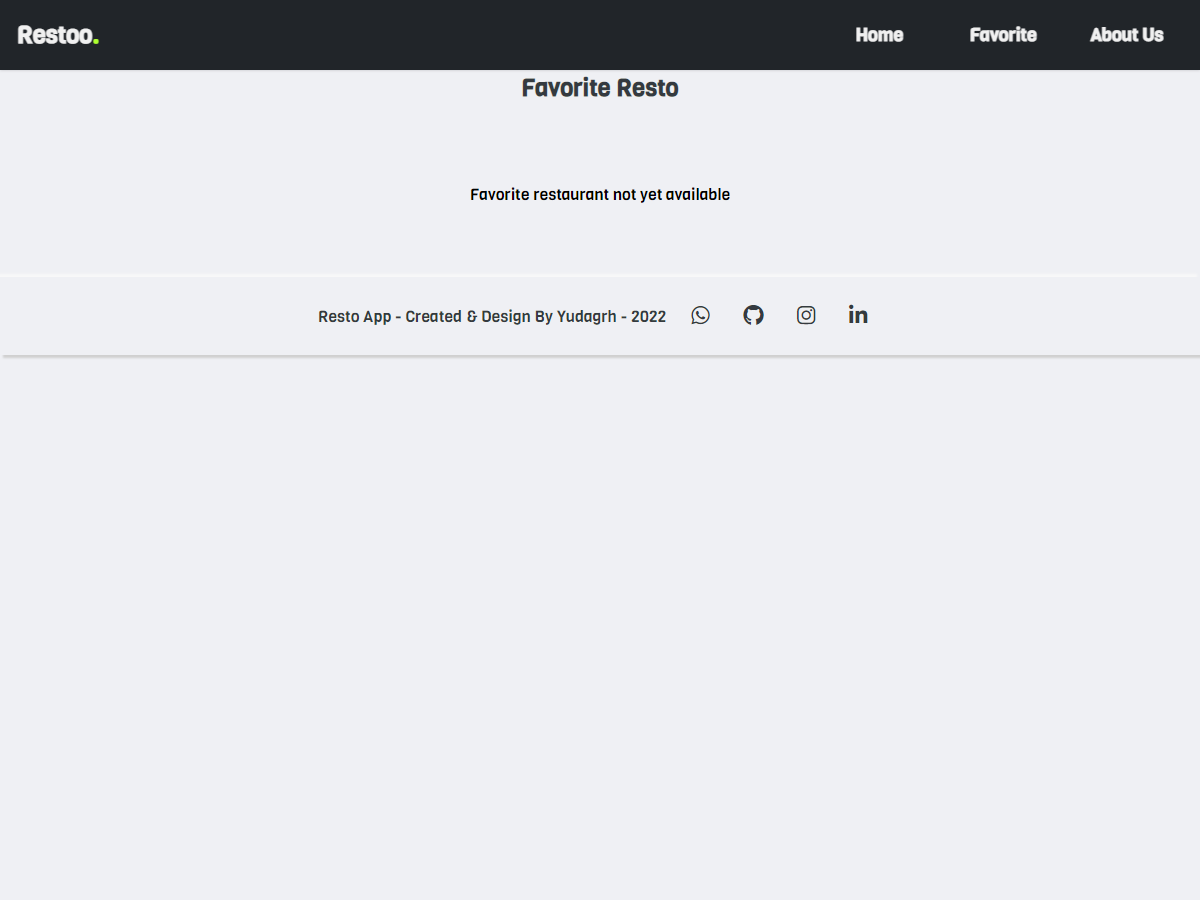 Restoo.
Home Favorite About Us
Favorite Resto
Favorite restaurant not yet available
Resto App - Created & Design By Yudagrh - 2022